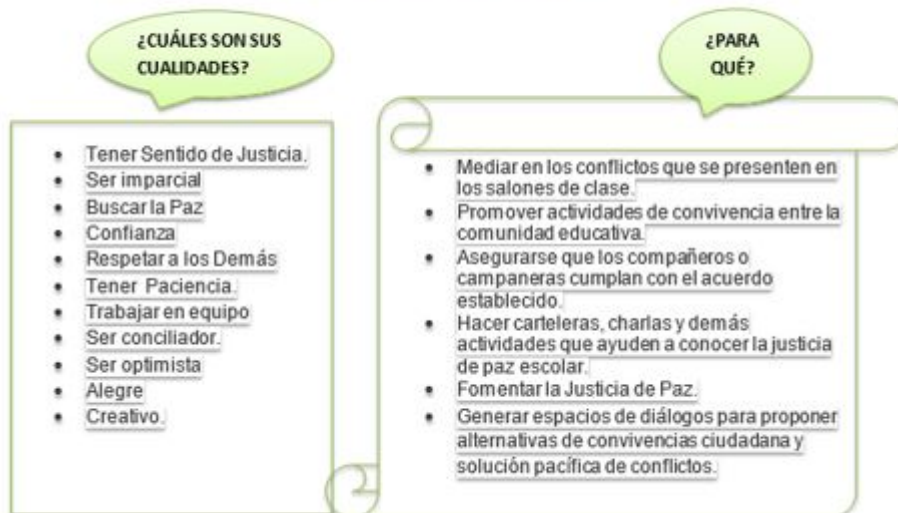 ¿CUÁLES SON SUS
CUALIDADES?
• Tener Sentido de Justicia.
• Ser imparcial
• Buscar la Paz
• Confianza
• Respetar a los Demás
• Tener Paciencia.
• Trabajar en equipo
• Ser conciliador.
• Ser optimista
• Alegre
• Creativo.
¿PARA
QUÉ?
• Mediar en los conflictos que se presenten en
los salones de clase.
• Promover actividades de convivencia entre la
comunidad educativa.
• Asegurarse que los compañeros o
campaneras cumplan con el acuerdo
establecido.
• Hacer carteleras, charlas y demás
actividades que ayuden a conocer la justicia
de paz escolar.
• Fomentar la Justicia de Paz.
• Generar espacios de diálogos para proponer
alternativas de convivencias ciudadana y
solución pacífica de conflictos.